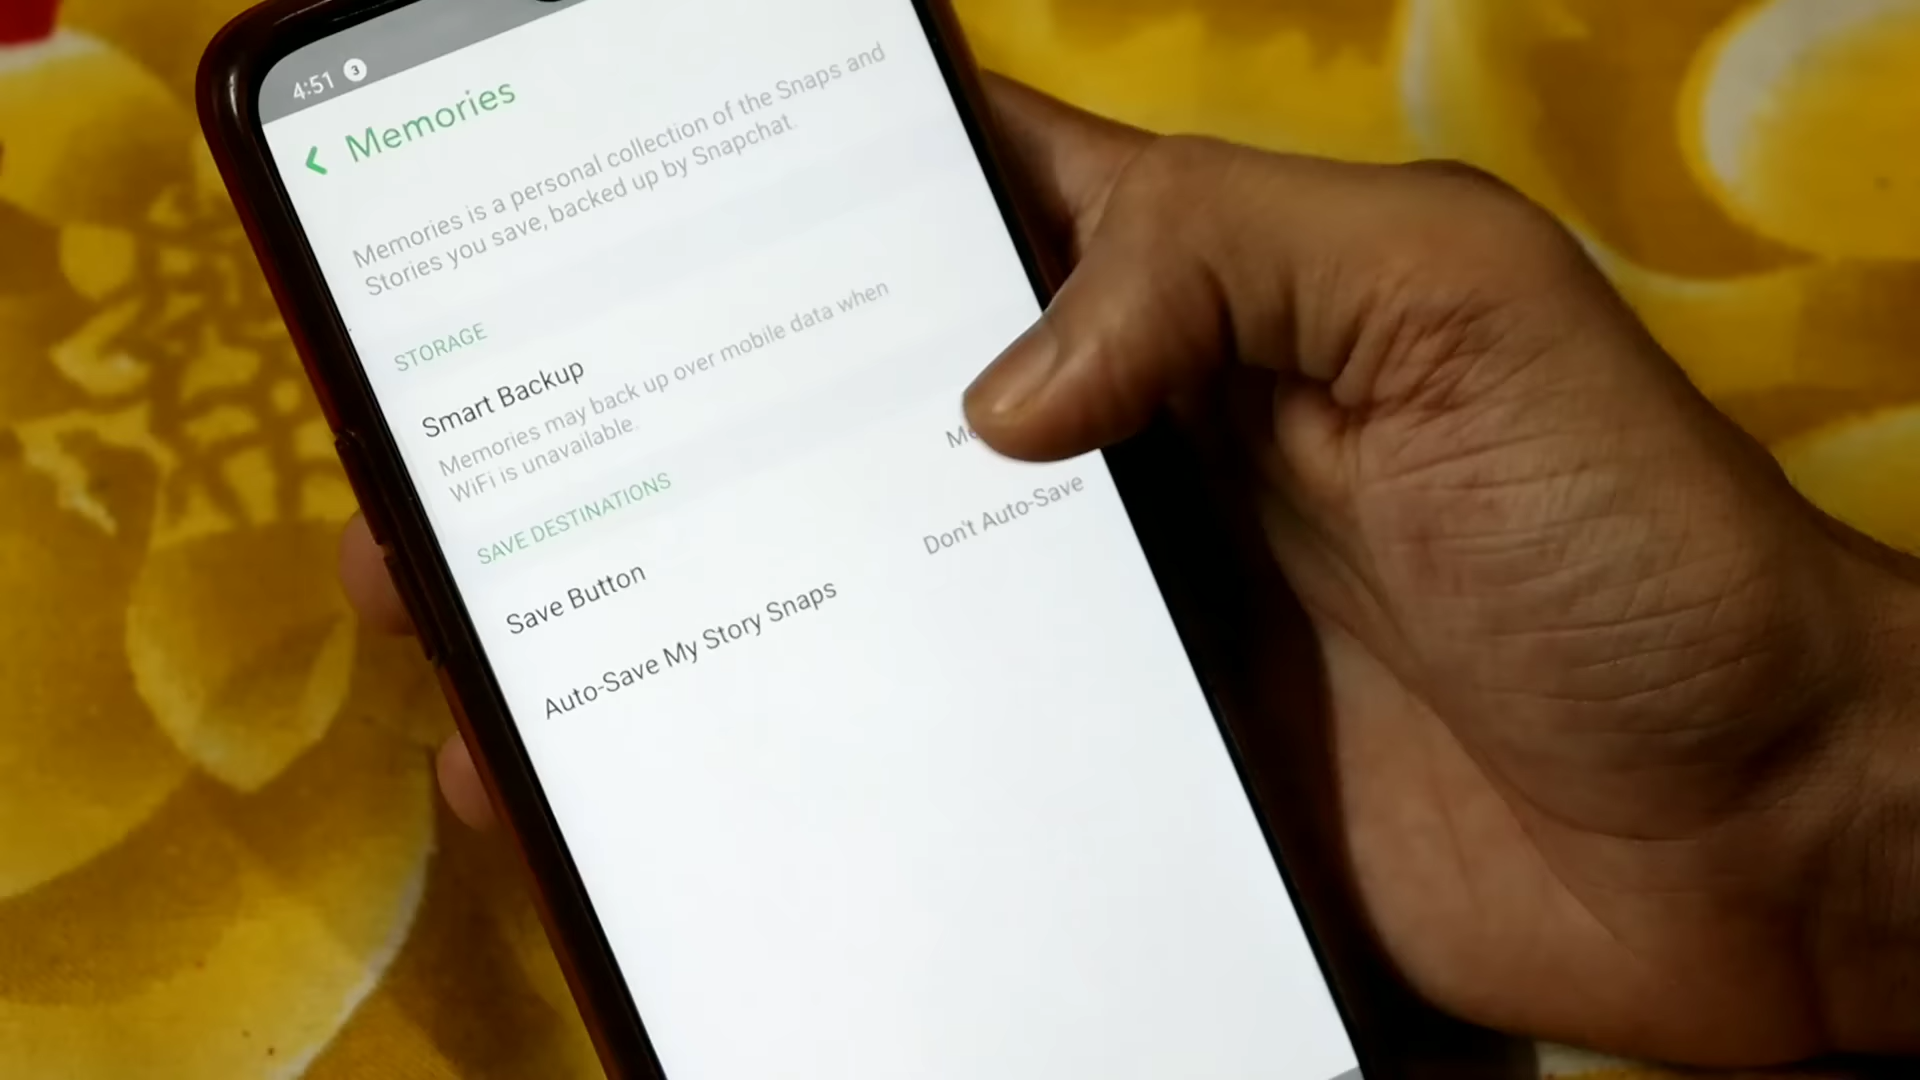 4:51 3
Memories
Memories is a personal collection of the Snaps and
Stories you save, backed up by Snapchat.
STORAGE
Smart Backup
Memories may back up over mobile data when
WiFi is unavailable.
SAVE DESTINATIONS
Save Button
Auto-Save My Story Snaps Don't Auto-Save